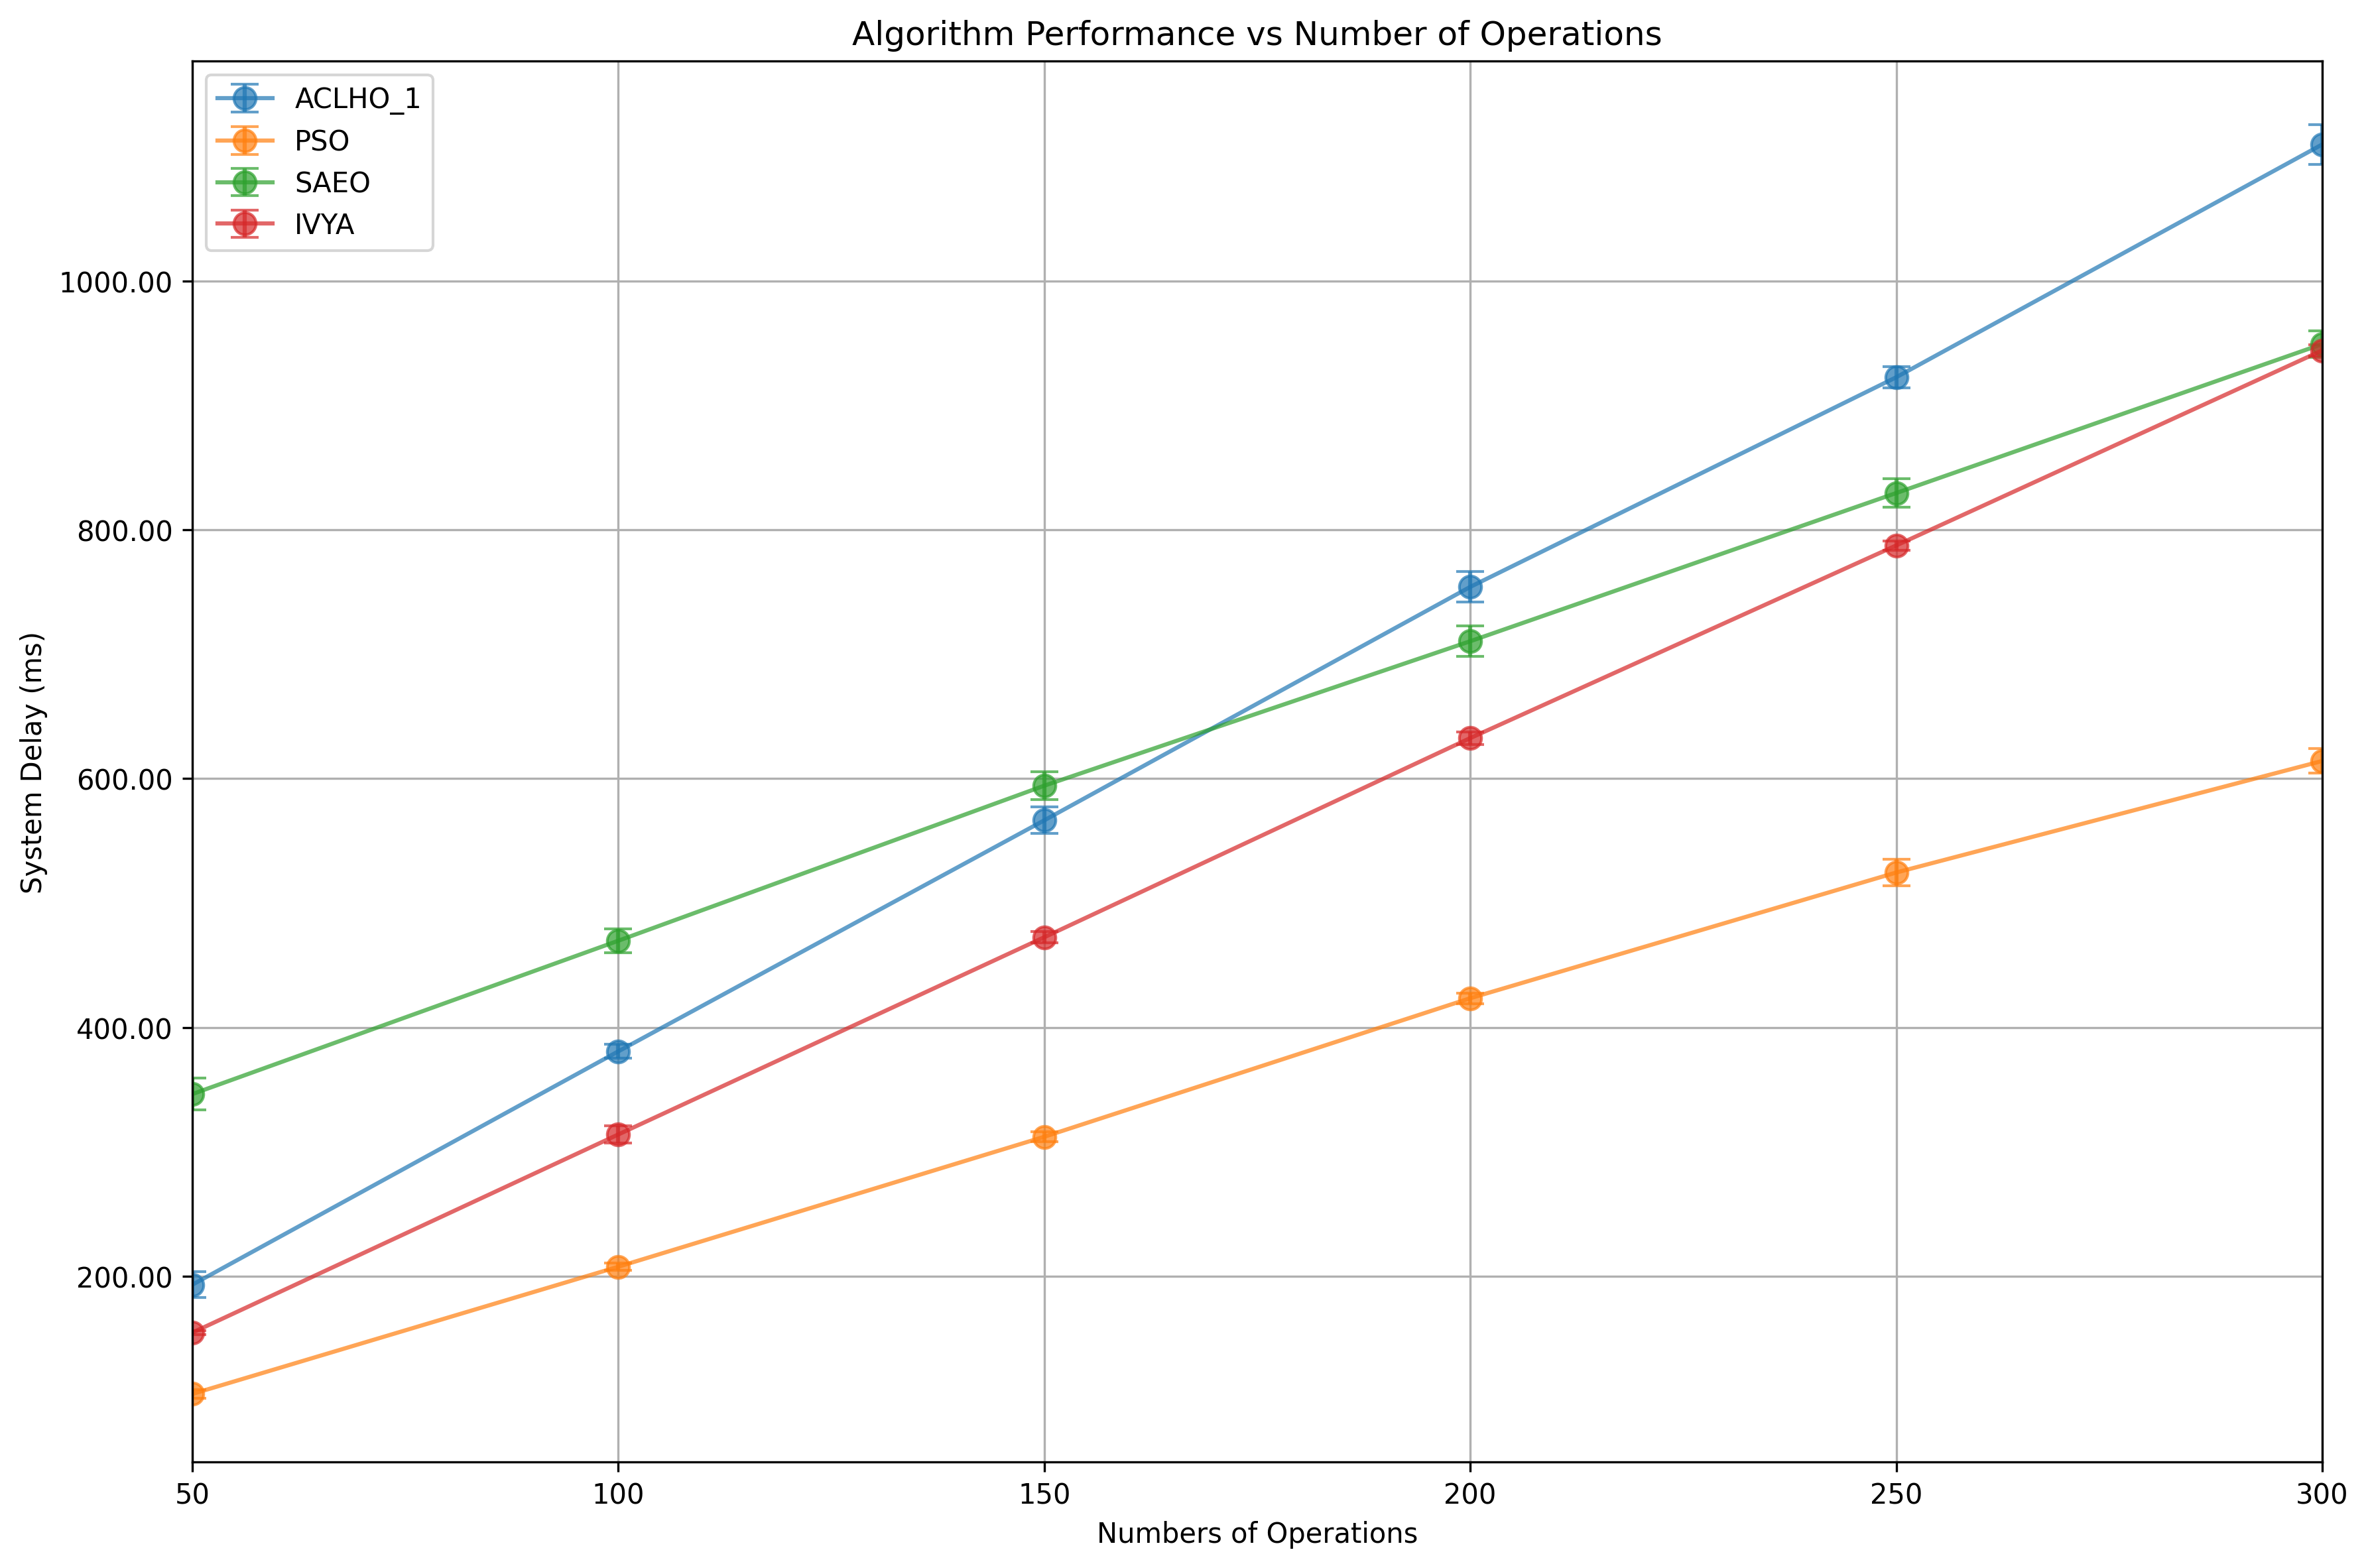 Algorithm Performance vs Number of Operations
ACLHO_1
PSO
SAEO
IVYA
1000.00
800.00
600.00
400.00
200.00
System Delay (ms)
50 100 150 200 250 300
Numbers of Operations